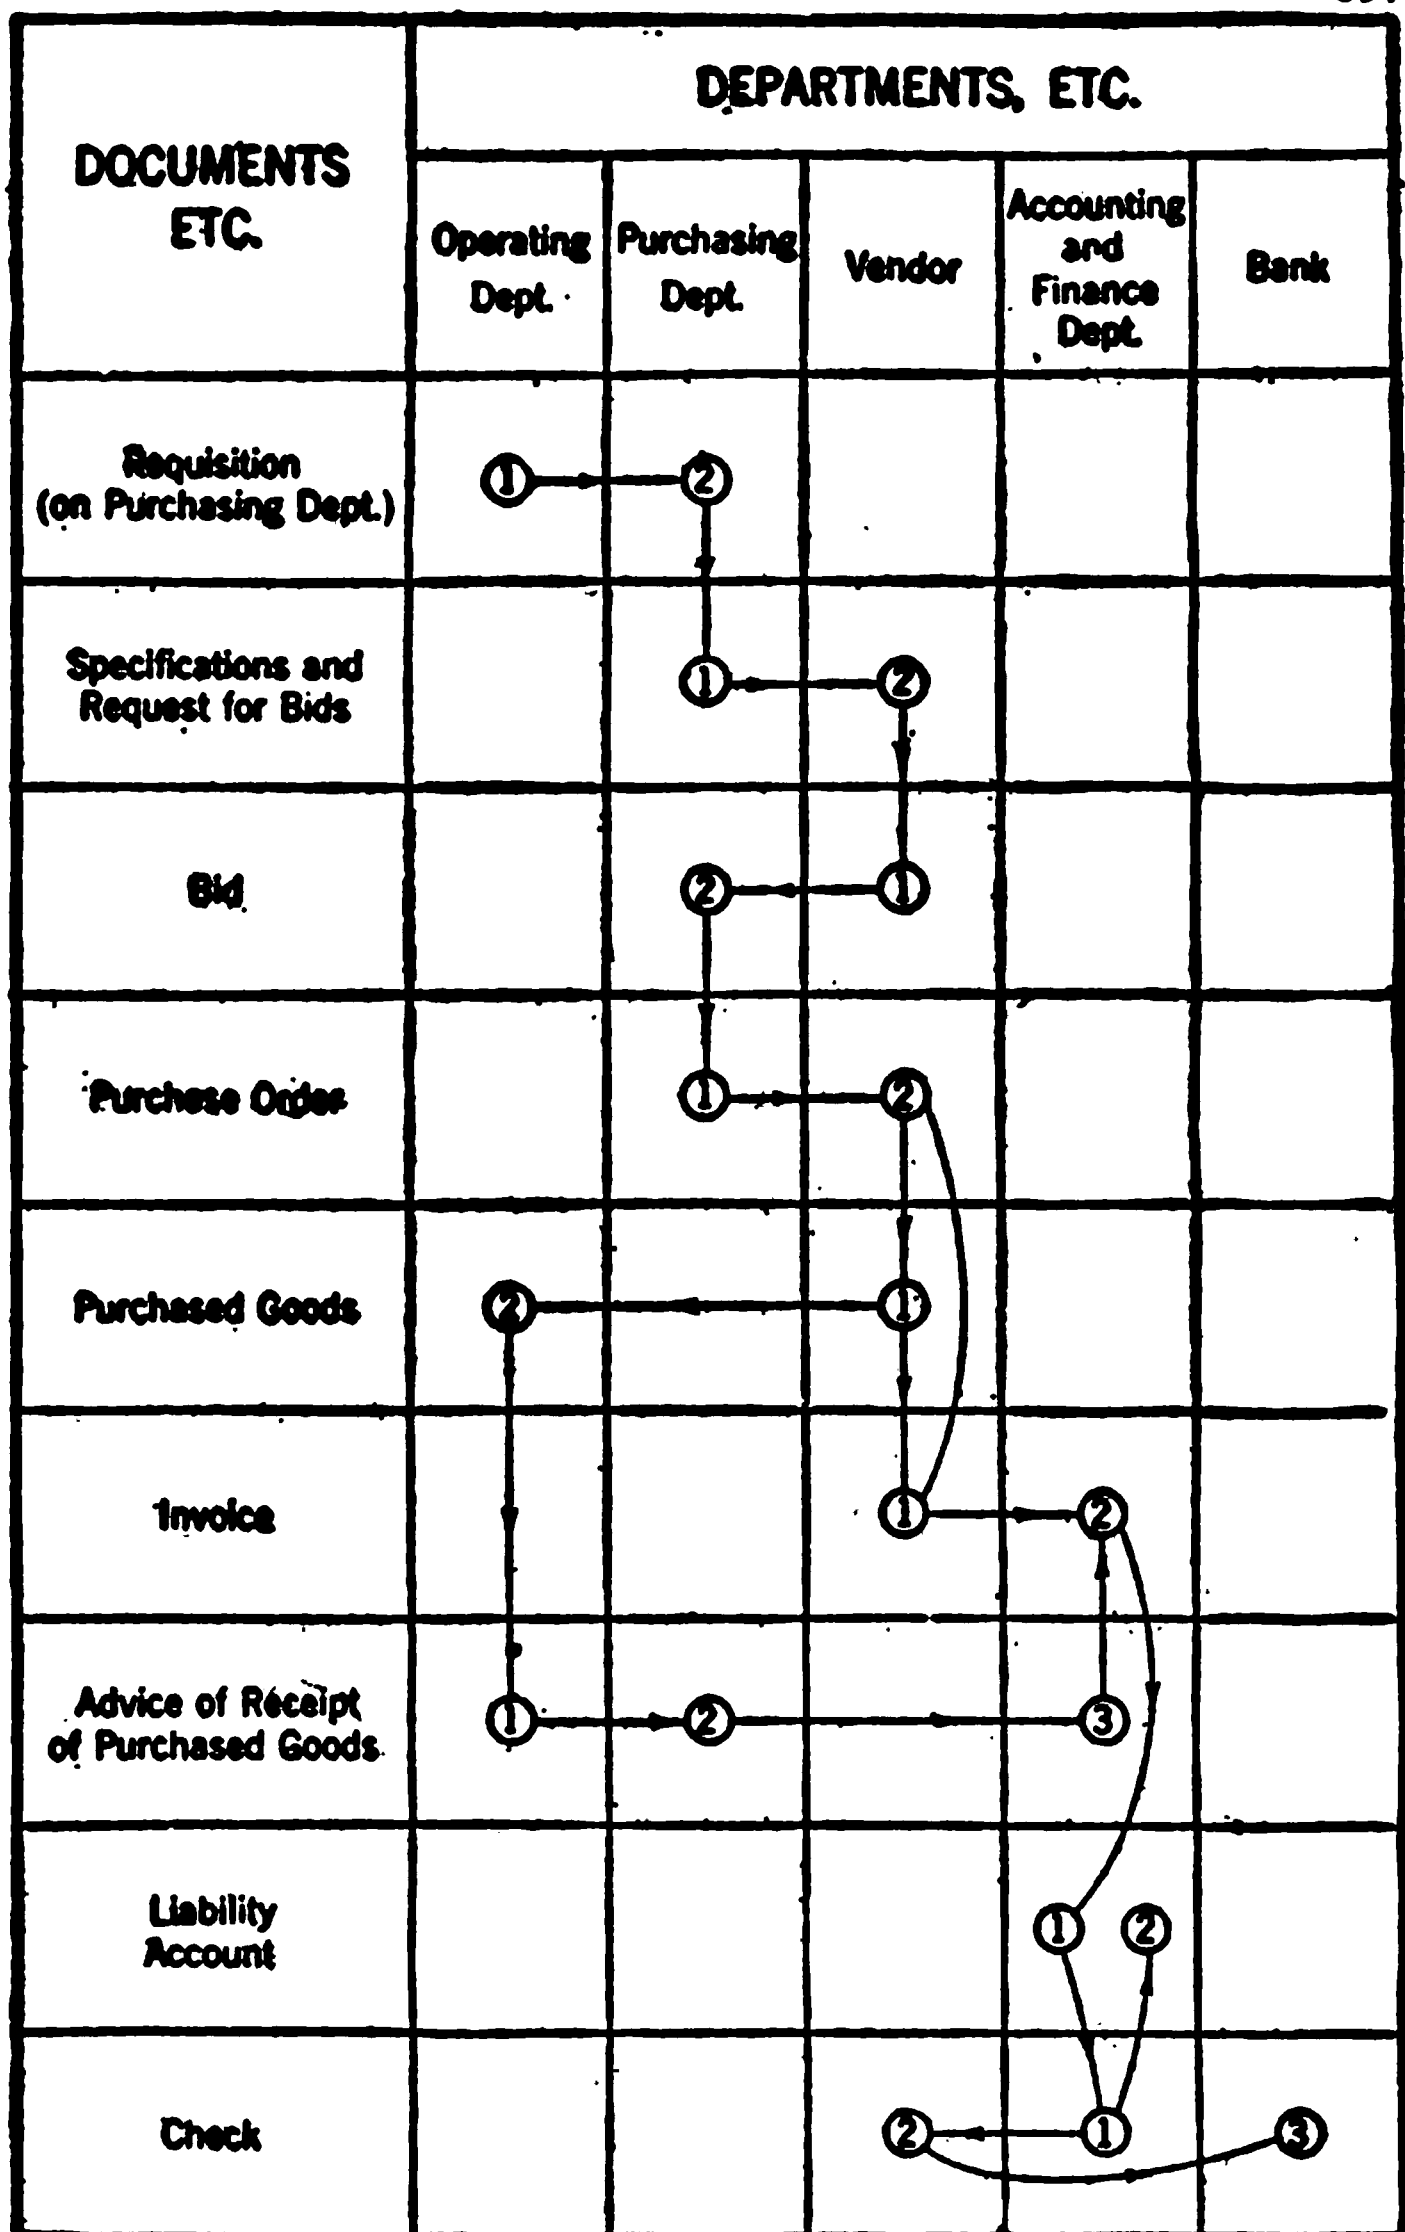 DEPARTMENTS, ETC.
DOCUMENTS
ETC.
Operating
Dept.
Purchasing
Dept.
Vendor
Accounting
and
Finance
Dept.
Bank
Requisition
(on Purchasing Dept.)
1 2
Specifications and
Request for Bids
1 2
Bid
2 1
Purchase Order
1 2
Purchased Goods
2 1
Invoice
1 2
Advice of Receipt
of Purchased Goods
1 2 3
Liability
Account
1 2
Check
2 1 3